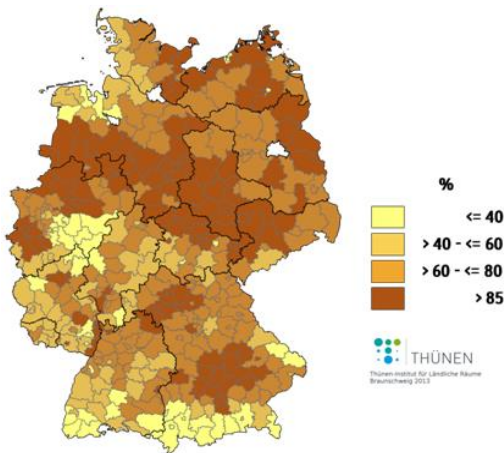 %
<= 40
> 40 - <= 60
> 60 - <= 80
> 85
THÜNEN
Thünen-Institut für Ländliche Räume
Braunschweig 2013